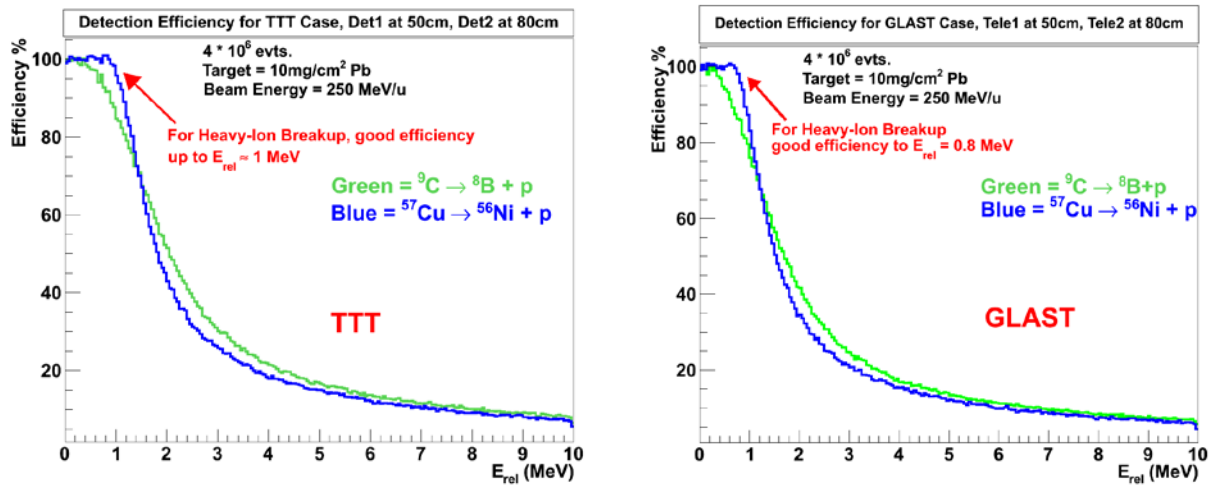 Detection Efficiency for TTT Case, Det1 at 50cm, Det2 at 80cm
Efficiency %
100
80
60
40
20
4 * 10⁶ evts.
Target = 10mg/cm² Pb
Beam Energy = 250 MeV/u
For Heavy-Ion Breakup, good efficiency
up to E_rel ≈ 1 MeV
Green = ⁹C → ⁸B + p
Blue = ⁵⁷Cu → ⁵⁶Ni + p
TTT
0 1 2 3 4 5 6 7 8 9 10
E_rel (MeV)
Detection Efficiency for GLAST Case, Tele1 at 50cm, Tele2 at 80cm
Efficiency %
100
80
60
40
20
4 * 10⁶ evts.
Target = 10mg/cm² Pb
Beam Energy = 250 MeV/u
For Heavy-Ion Breakup
good efficiency to E_rel = 0.8 MeV
Green = ⁹C → ⁸B+p
Blue = ⁵⁷Cu → ⁵⁶Ni + p
GLAST
0 1 2 3 4 5 6 7 8 9 10
E_rel (MeV)